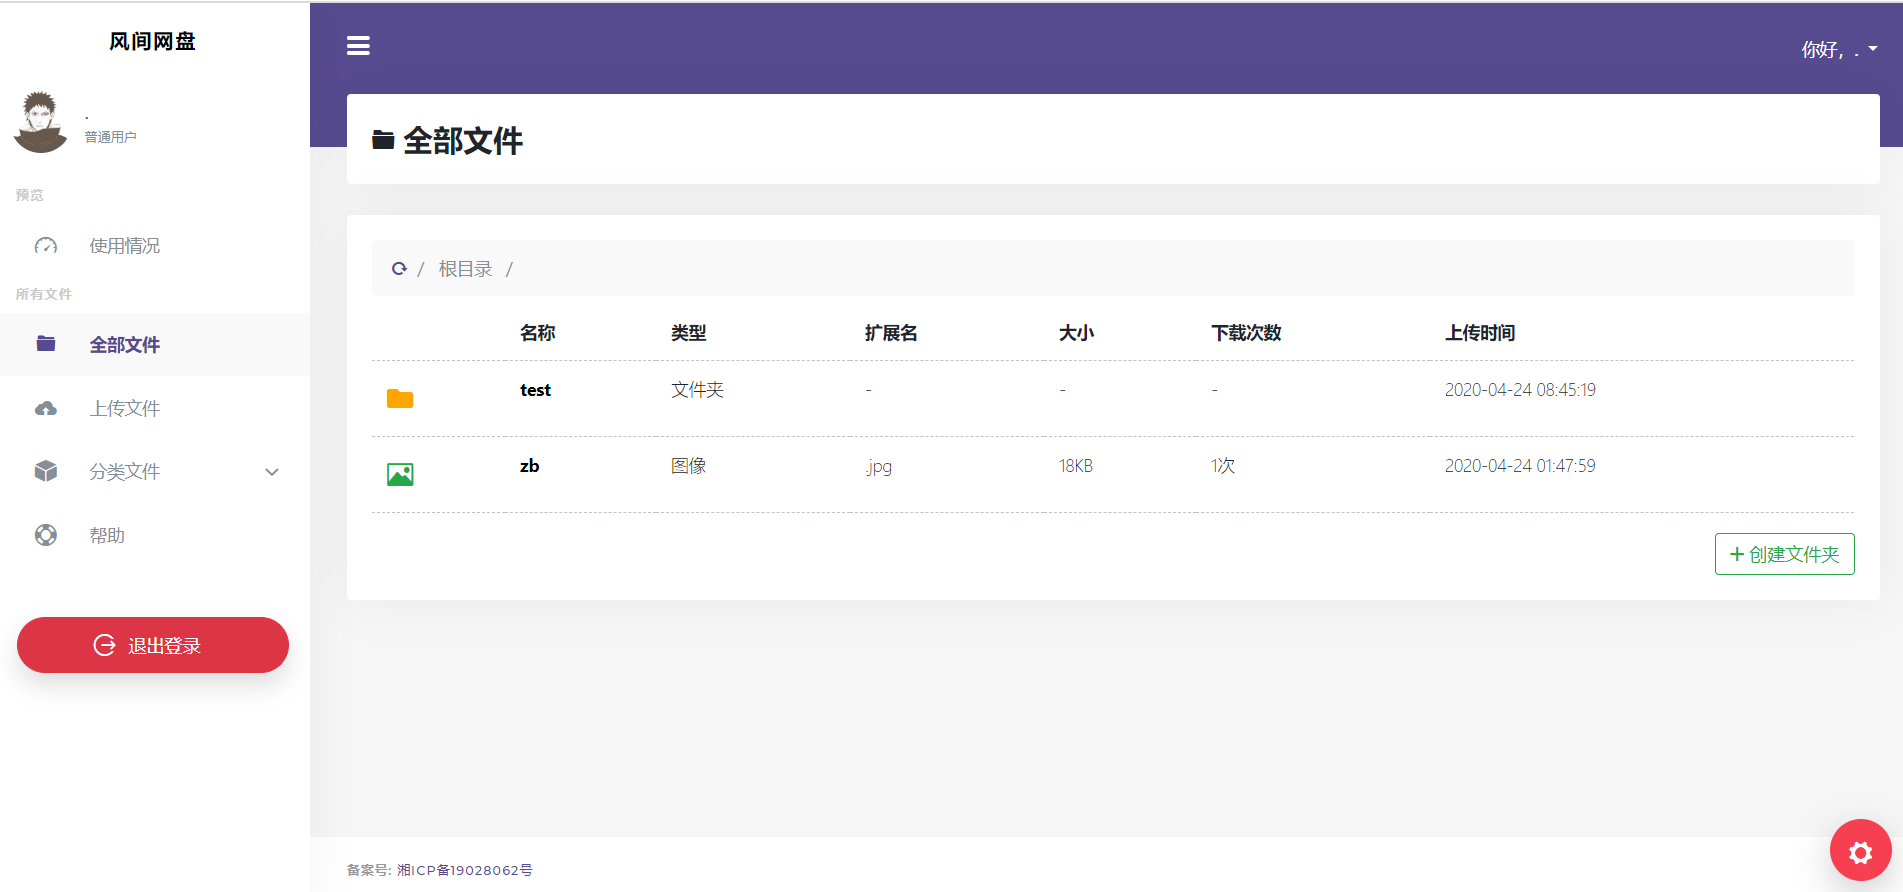 风间网盘
你好，.
.
普通用户
预览
使用情况
所有文件
全部文件
上传文件
分类文件
帮助
退出登录
全部文件
/ 根目录 /
名称 类型 扩展名 大小 下载次数 上传时间
test 文件夹 - - - 2020-04-24 08:45:19
zb 图像 .jpg 18KB 1次 2020-04-24 01:47:59
创建文件夹
备案号: 湘ICP备19028062号